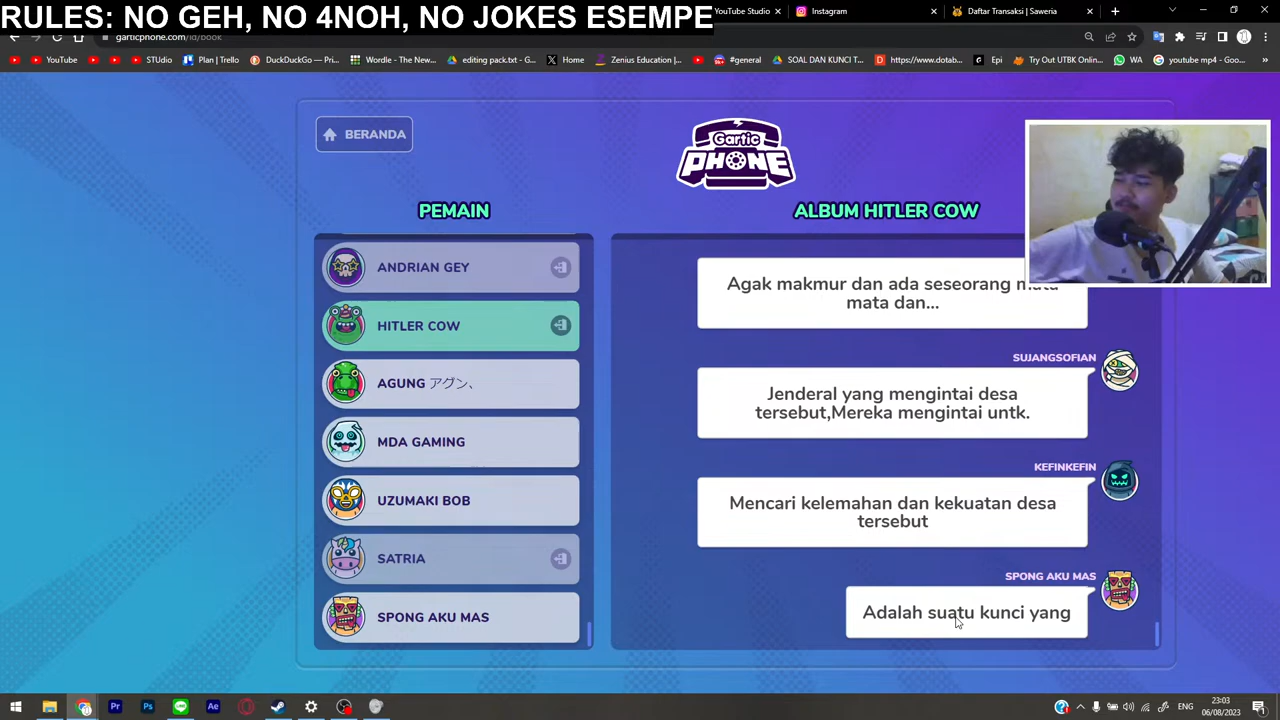 RULES: NO GEH, NO 4NOH, NO JOKES ESEMPE
YouTube Studio
Instagram
Daftar Transaksi | Saweria
garticphone.com/id/book
YouTube
STUdio
Plan | Trello
DuckDuckGo — Pri...
Wordle - The New...
editing pack.txt - G...
Home
Zenius Education |...
#general
SOAL DAN KUNCI T...
https://www.dotab...
Epi
Try Out UTBK Onlin...
WA
youtube mp4 - Goo...
BERANDA
Gartic
PHONE
PEMAIN
ALBUM HITLER COW
ANDRIAN GEY
HITLER COW
AGUNG アグン、
MDA GAMING
UZUMAKI BOB
SATRIA
SPONG AKU MAS
Agak makmur dan ada seseorang mata
mata dan...
SUJANGSOFIAN
Jenderal yang mengintai desa
tersebut,Mereka mengintai untk.
KEFINKEFIN
Mencari kelemahan dan kekuatan desa
tersebut
SPONG AKU MAS
Adalah suatu kunci yang
23:03
06/08/2023